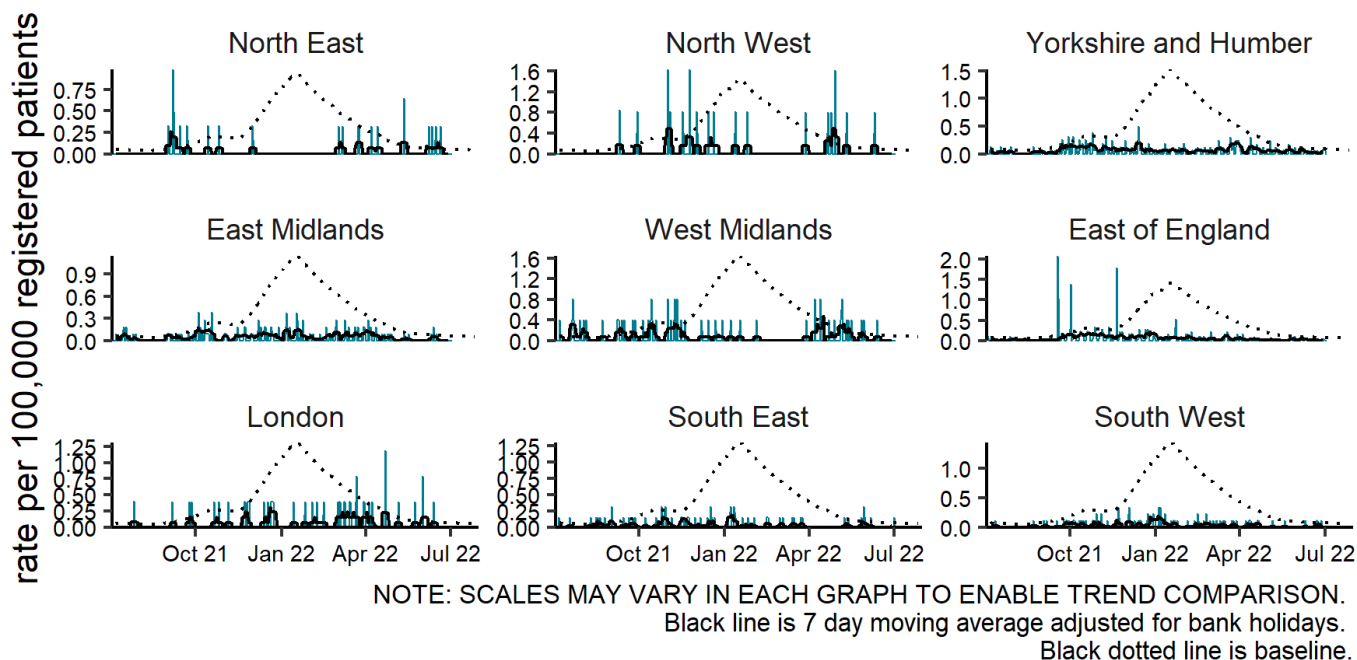 rate per 100,000 registered patients
North East
0.75
0.50
0.25
0.00
North West
1.6
1.2
0.8
0.4
0.0
Yorkshire and Humber
1.5
1.0
0.5
0.0
East Midlands
0.9
0.6
0.3
0.0
West Midlands
1.6
1.2
0.8
0.4
0.0
East of England
2.0
1.5
1.0
0.5
0.0
London
1.25
1.00
0.75
0.50
0.25
0.00
Oct 21 Jan 22 Apr 22 Jul 22
South East
1.25
1.00
0.75
0.50
0.25
0.00
Oct 21 Jan 22 Apr 22 Jul 22
South West
1.0
0.5
0.0
Oct 21 Jan 22 Apr 22 Jul 22
NOTE: SCALES MAY VARY IN EACH GRAPH TO ENABLE TREND COMPARISON.
Black line is 7 day moving average adjusted for bank holidays.
Black dotted line is baseline.